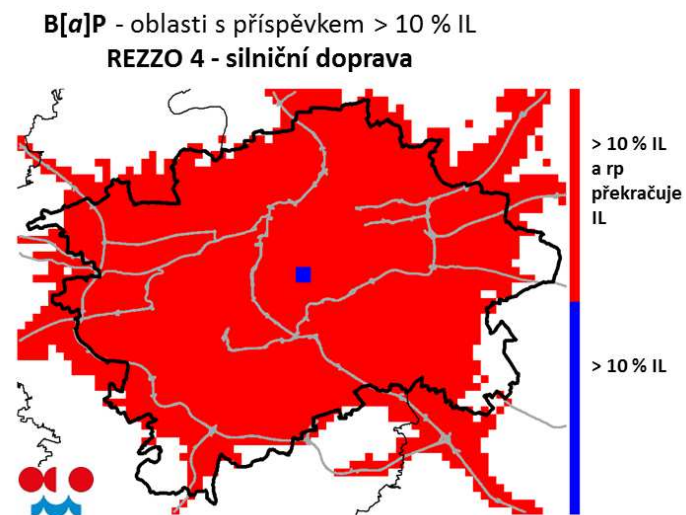 B[a]P - oblasti s příspěvkem > 10 % IL
REZZO 4 - silniční doprava
> 10 % IL
a rp
překračuje
IL
> 10 % IL